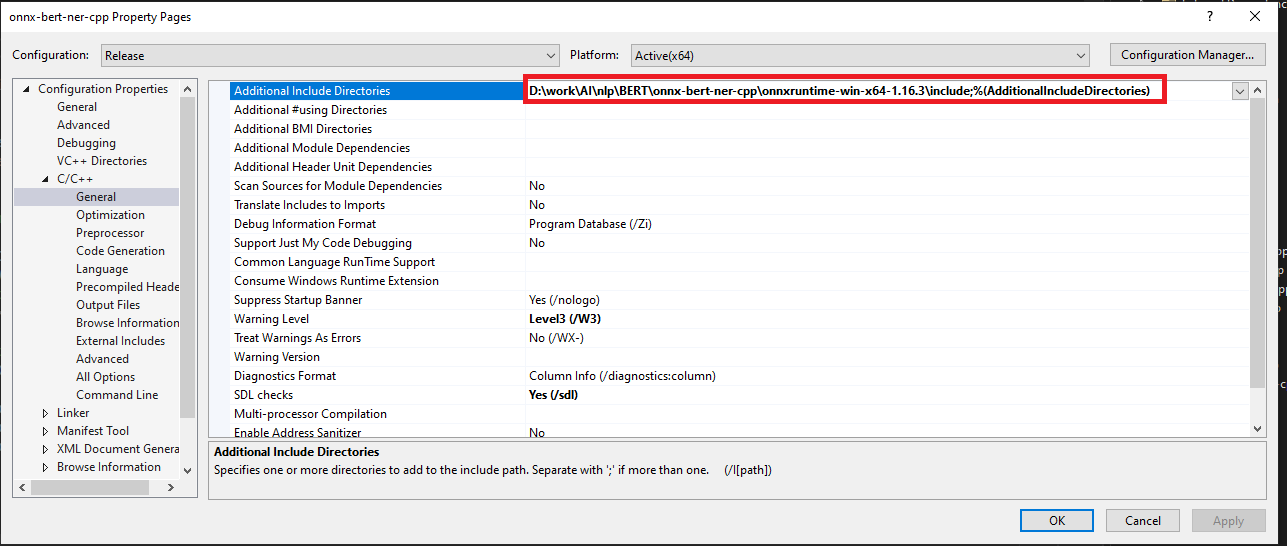 onnx-bert-ner-cpp Property Pages
Configuration: Release Platform: Active(x64) Configuration Manager...
Configuration Properties
General
Advanced
Debugging
VC++ Directories
C/C++
General
Optimization
Preprocessor
Code Generation
Language
Precompiled Heade
Output Files
Browse Information
External Includes
Advanced
All Options
Command Line
Linker
Manifest Tool
XML Document Genera
Browse Information
Additional Include Directories D:\work\AI\nlp\BERT\onnx-bert-ner-cpp\onnxruntime-win-x64-1.16.3\include;%(AdditionalIncludeDirectories)
Additional #using Directories
Additional BMI Directories
Additional Module Dependencies
Additional Header Unit Dependencies
Scan Sources for Module Dependencies No
Translate Includes to Imports No
Debug Information Format Program Database (/Zi)
Support Just My Code Debugging No
Common Language RunTime Support
Consume Windows Runtime Extension
Suppress Startup Banner Yes (/nologo)
Warning Level Level3 (/W3)
Treat Warnings As Errors No (/WX-)
Warning Version
Diagnostics Format Column Info (/diagnostics:column)
SDL checks Yes (/sdl)
Multi-processor Compilation
Enable Address Sanitizer No
Additional Include Directories
Specifies one or more directories to add to the include path. Separate with ';' if more than one. (/I[path])
OK Cancel Apply